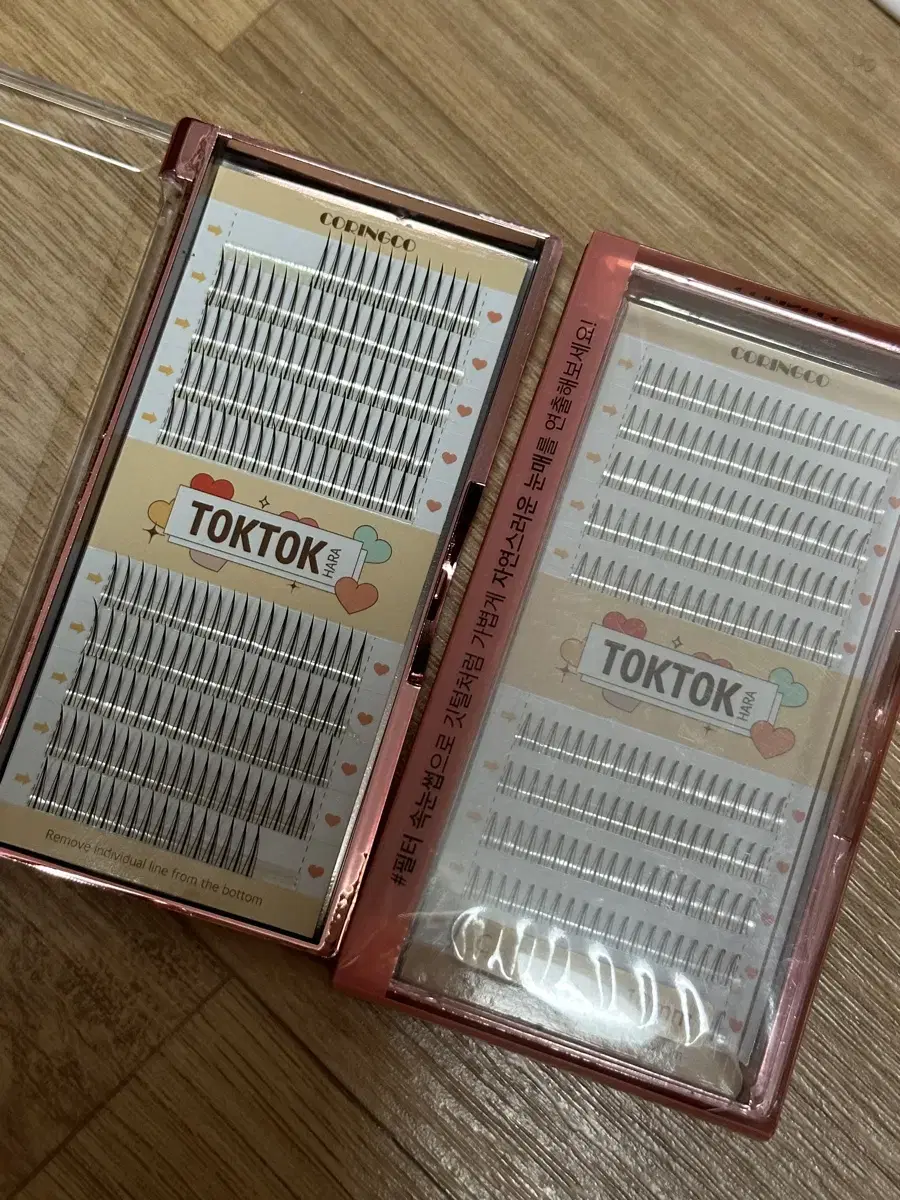 CORINGCO
TOKTOK
HARA
Remove individual line from the bottom
#필터 속눈썹으로 깃털처럼 가볍게 자연스러운 눈매를 연출해보세요!
CORINGCO
TOKTOK
HARA